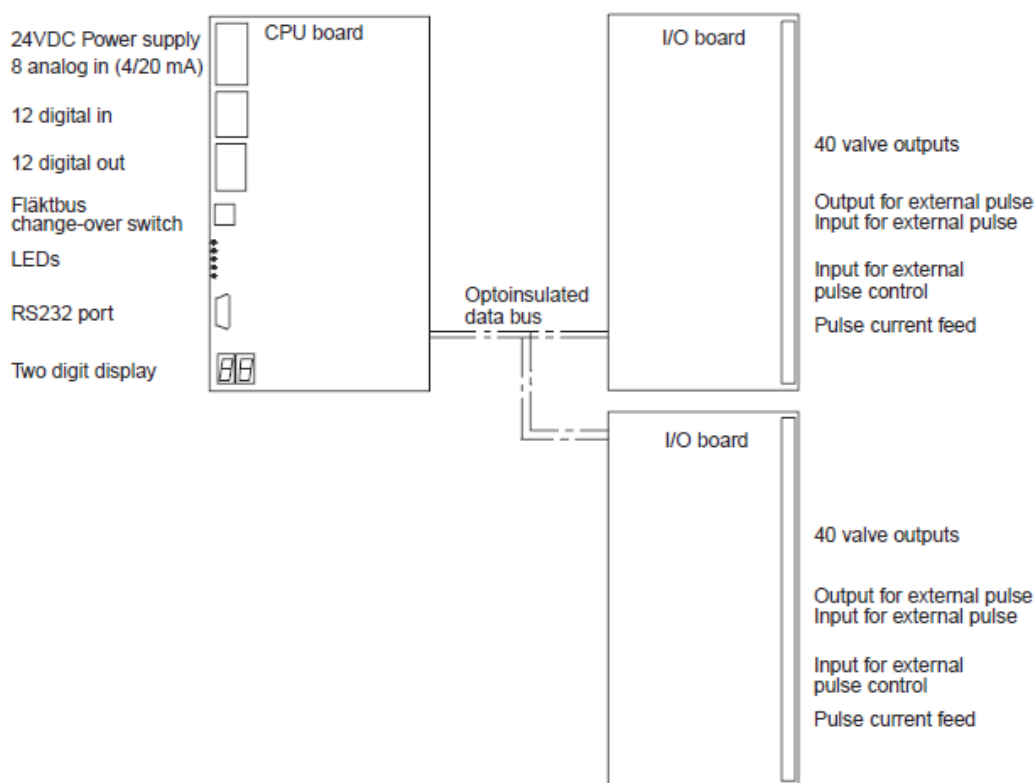 CPU board
24VDC Power supply
8 analog in (4/20 mA)
12 digital in
12 digital out
Fläktbus
change-over switch
LEDs
RS232 port
Two digit display
88
Optoinsulated
data bus
I/O board
40 valve outputs
Output for external pulse
Input for external pulse
Input for external
pulse control
Pulse current feed
I/O board
40 valve outputs
Output for external pulse
Input for external pulse
Input for external
pulse control
Pulse current feed